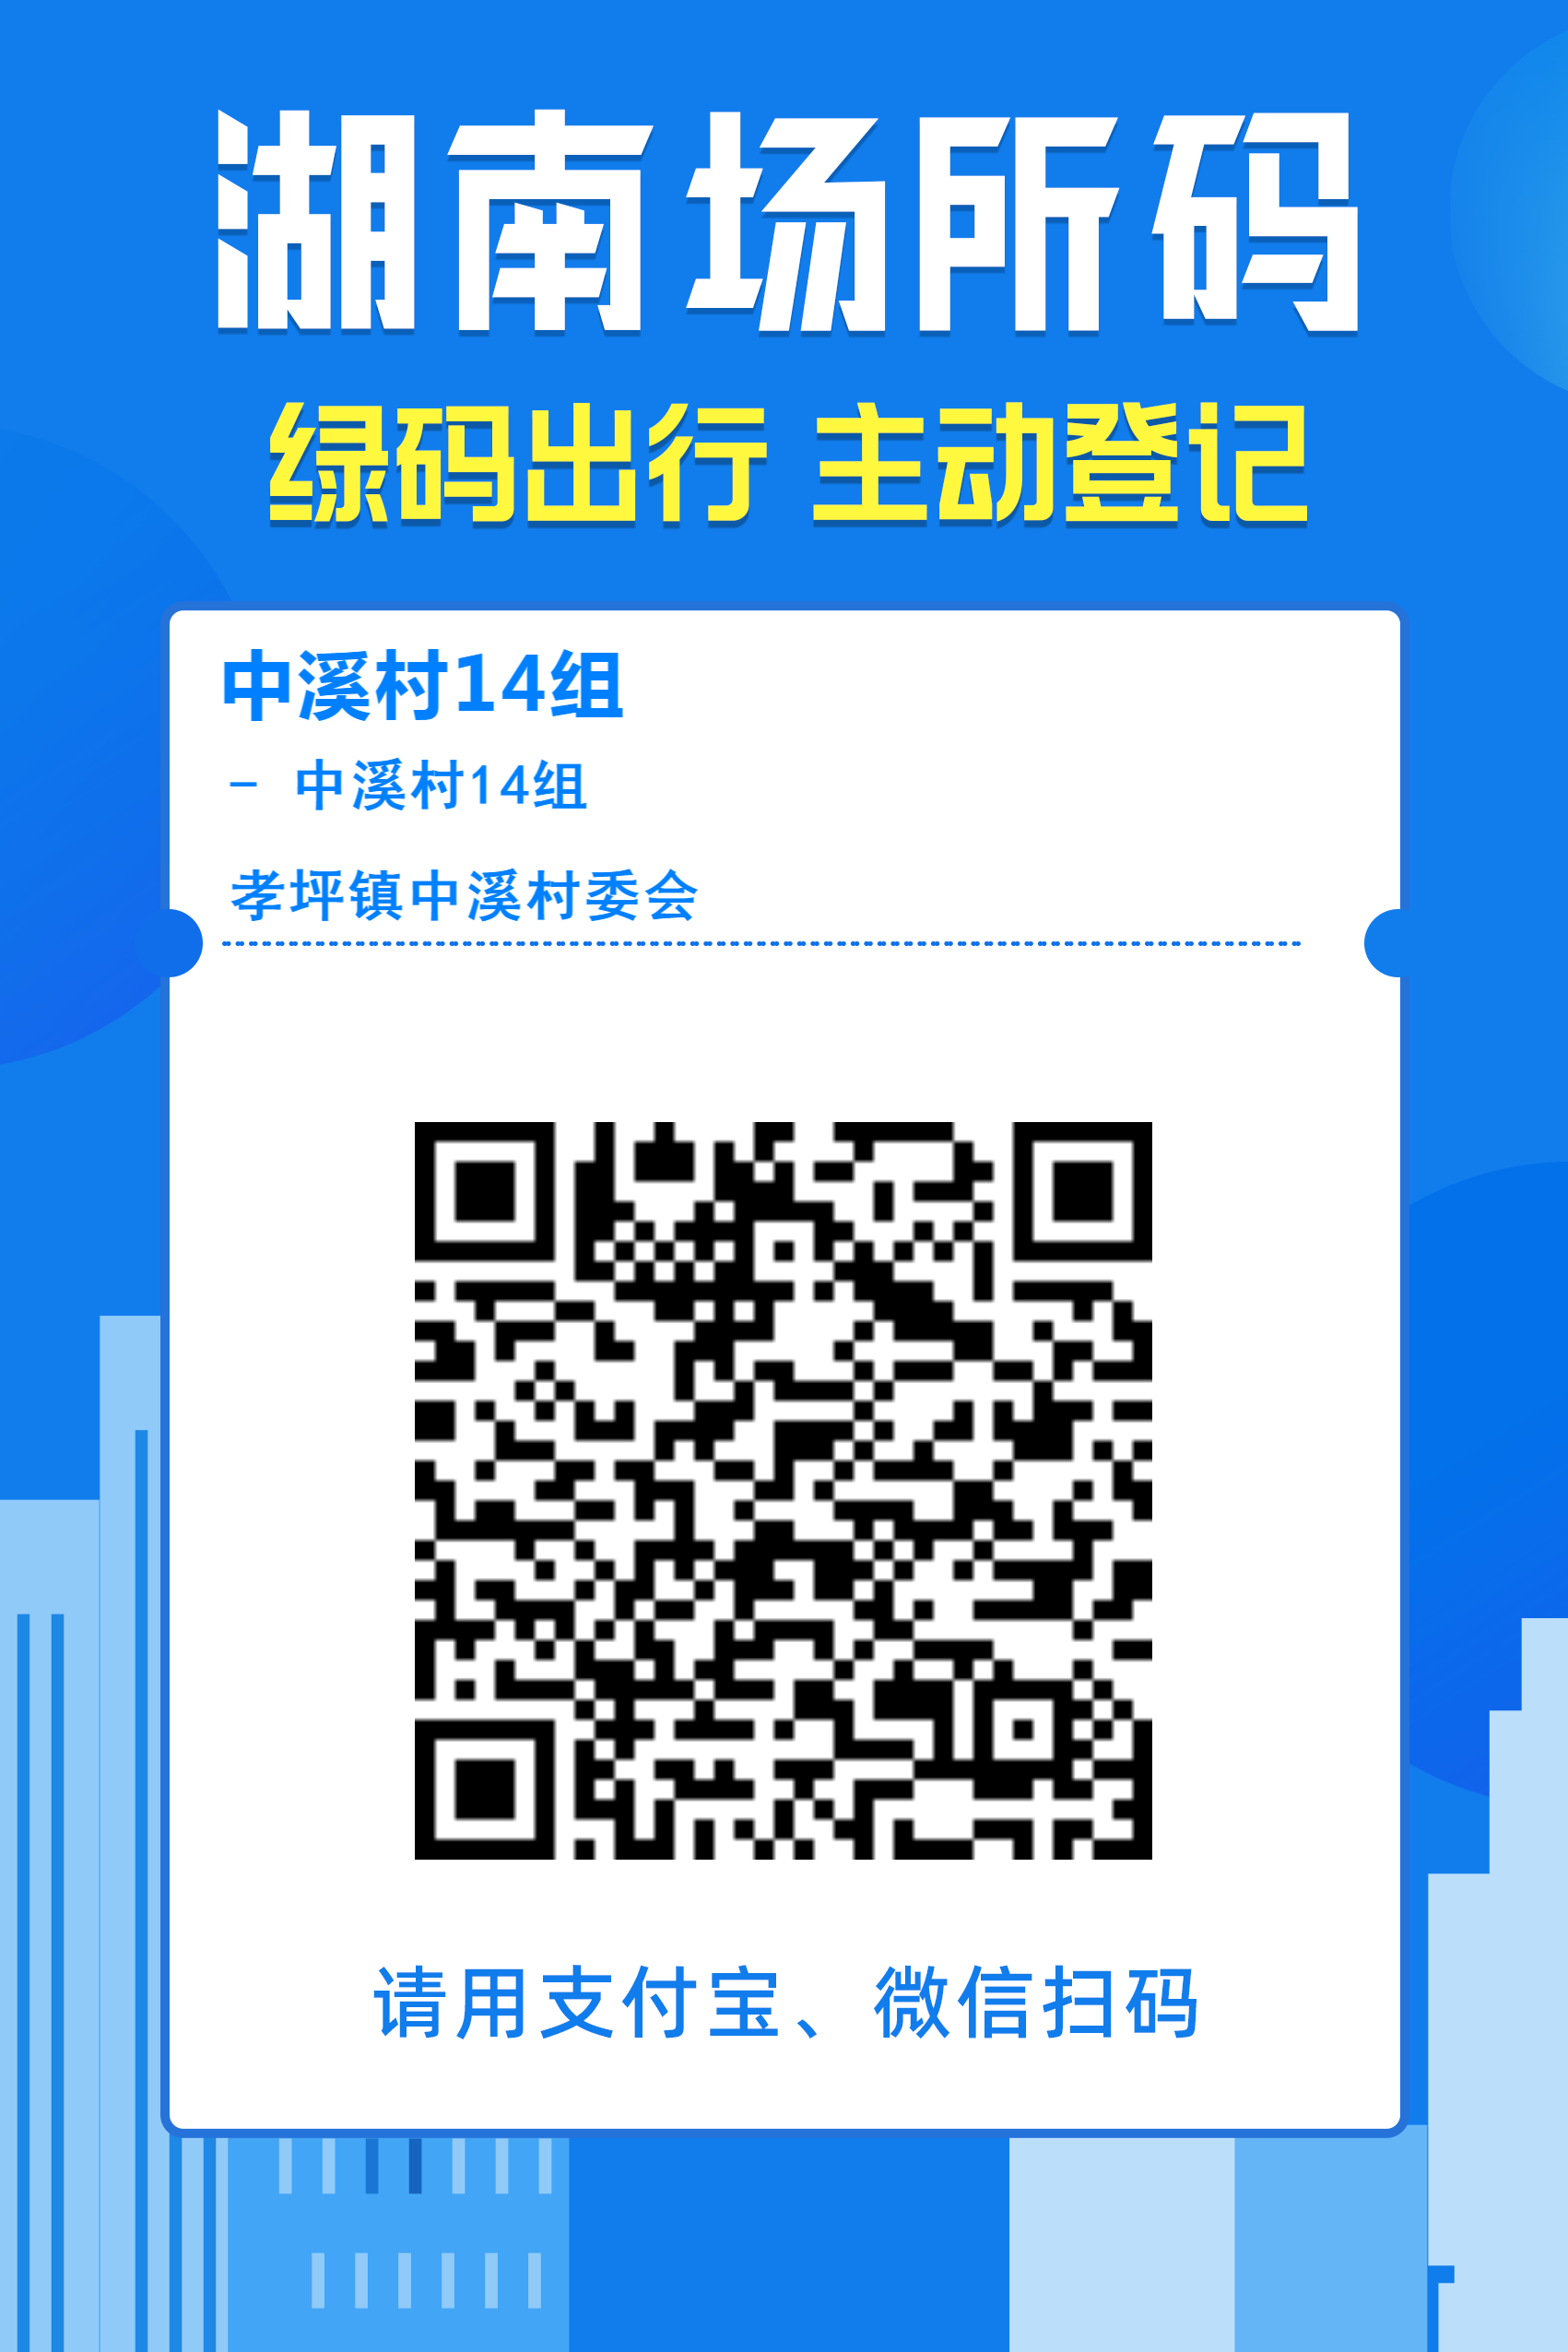 湖南场所码
绿码出行 主动登记
中溪村14组
- 中溪村14组
孝坪镇中溪村委会
请用支付宝、微信扫码